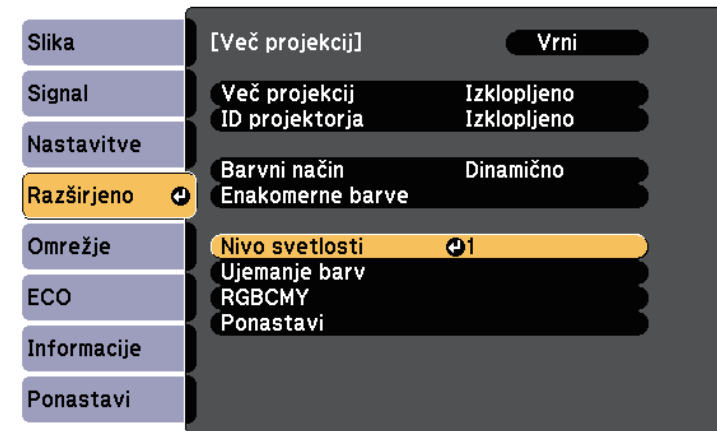 Slika
Signal
Nastavitve
Razširjeno
Omrežje
ECO
Informacije
Ponastavi
[Več projekcij] Vrni
Več projekcij Izklopljeno
ID projektorja Izklopljeno
Barvni način Dinamično
Enakomerne barve
Nivo svetlosti 1
Ujemanje barv
RGBCMY
Ponastavi